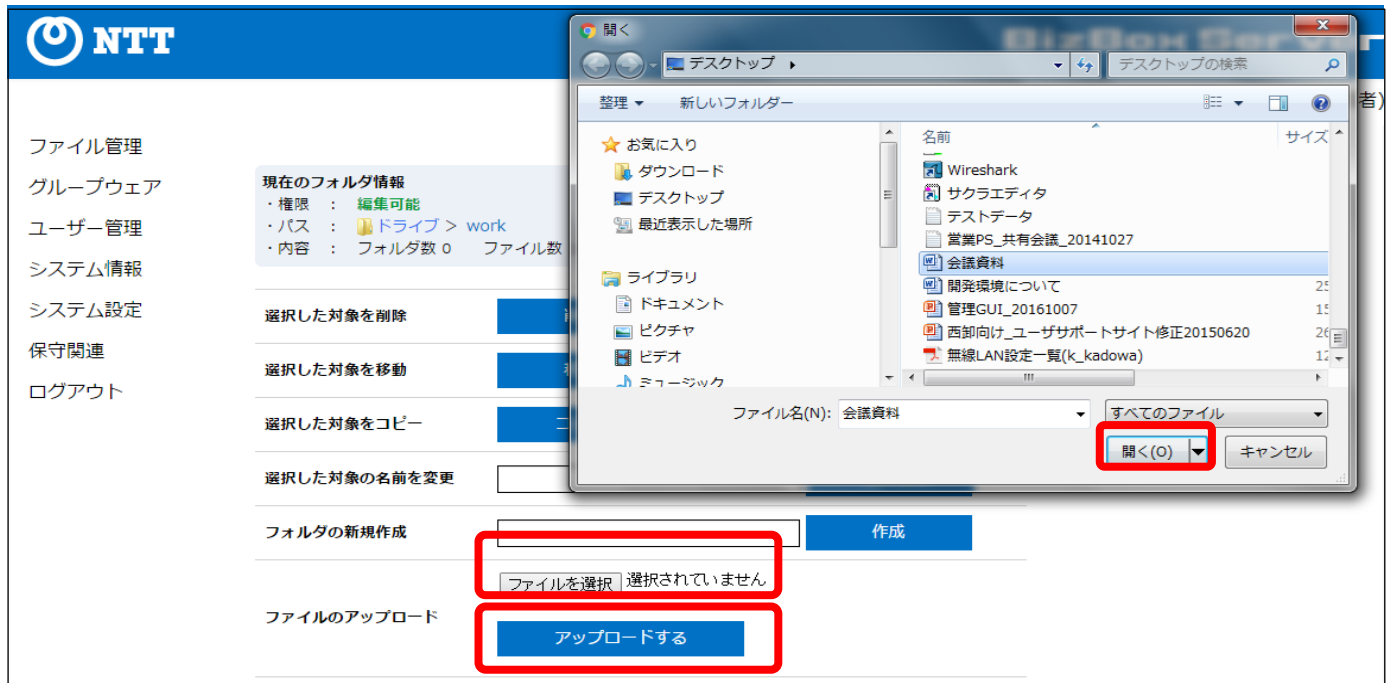 NTT
BizBox Server
者)
ファイル管理
グループウェア
ユーザー管理
システム情報
システム設定
保守関連
ログアウト
現在のフォルダ情報
・権限 ： 編集可能
・パス ： ドライブ > work
・内容 ： フォルダ数 0 ファイル数
選択した対象を削除
選択した対象を移動
選択した対象をコピー
選択した対象の名前を変更
フォルダの新規作成
作成
ファイルのアップロード
ファイルを選択 選択されていません
アップロードする
開く
デスクトップ
デスクトップの検索
整理
新しいフォルダー
お気に入り
ダウンロード
デスクトップ
最近表示した場所
ライブラリ
ドキュメント
ピクチャ
ビデオ
ミュージック
名前
サイズ
Wireshark
サクラエディタ
テストデータ
営業PS_共有会議_20141027
会議資料
開発環境について
管理GUI_20161007
西卸向け_ユーザサポートサイト修正20150620
無線LAN設定一覧(k_kadowa)
ファイル名(N): 会議資料
すべてのファイル
開く(O)
キャンセル